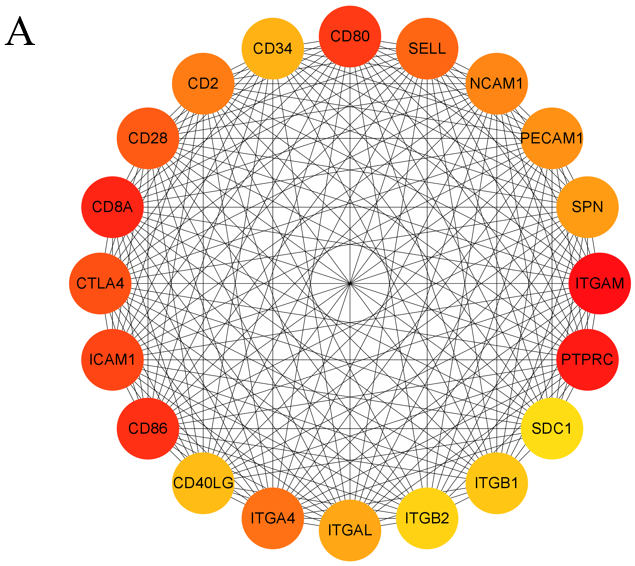 A
CD80
CD34
SELL
CD2
NCAM1
CD28
PECAM1
CD8A
SPN
CTLA4
ITGAM
ICAM1
PTPRC
CD86
SDC1
CD40LG
ITGB1
ITGA4
ITGB2
ITGAL